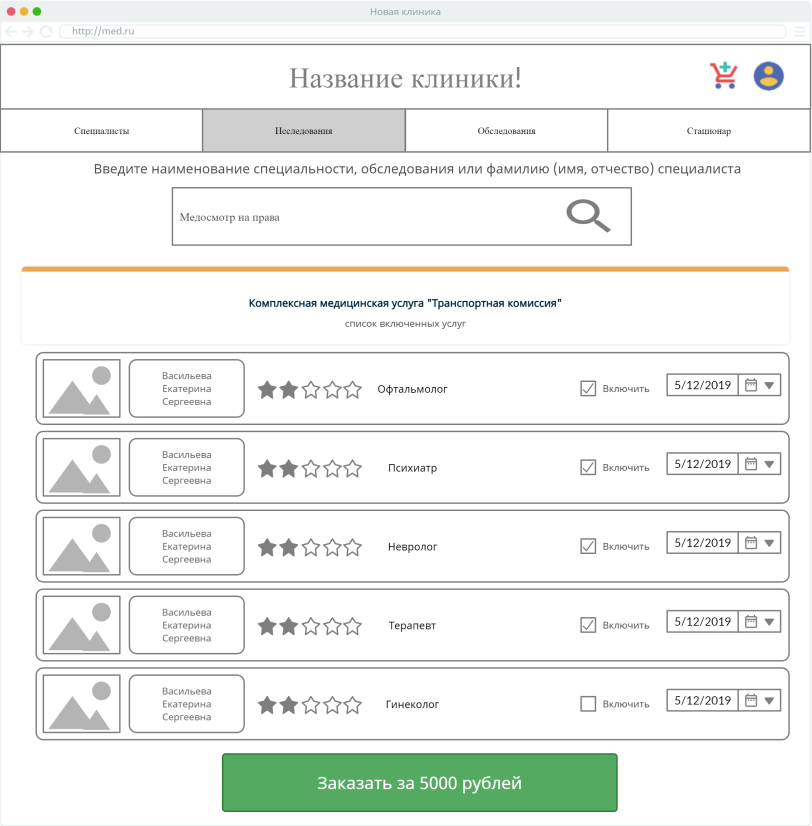 Новая клиника
http://med.ru
Название клиники!
Специалисты
Исследования
Обследования
Стационар
Введите наименование специальности, обследования или фамилию (имя, отчество) специалиста
Медосмотр на права
Комплексная медицинская услуга "Транспортная комиссия"
список включенных услуг
Васильева
Екатерина
Сергеевна
Офтальмолог
Включить
5/12/2019
Васильева
Екатерина
Сергеевна
Психиатр
Включить
5/12/2019
Васильева
Екатерина
Сергеевна
Невролог
Включить
5/12/2019
Васильева
Екатерина
Сергеевна
Терапевт
Включить
5/12/2019
Васильева
Екатерина
Сергеевна
Гинеколог
Включить
5/12/2019
Заказать за 5000 рублей